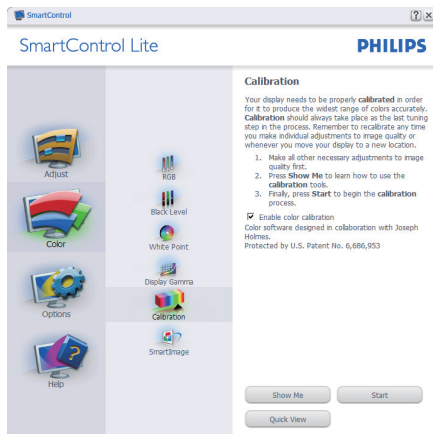 SmartControl
SmartControl Lite
PHILIPS
Adjust
Color
Options
Help
RGB
Black Level
White Point
Display Gamma
Calibration
SmartImage
Calibration
Your display needs to be properly calibrated in order
for it to produce the widest range of colors accurately.
Calibration should always take place as the last tuning
step in the process. Remember to recalibrate any time
you make individual adjustments to image quality or
whenever you move your display to a new location.
1. Make all other necessary adjustments to image
quality first.
2. Press Show Me to learn how to use the
calibration tools.
3. Finally, press Start to begin the calibration
process.
Enable color calibration
Color software designed in collaboration with Joseph
Holmes.
Protected by U.S. Patent No. 6,686,953
Show Me
Start
Quick View